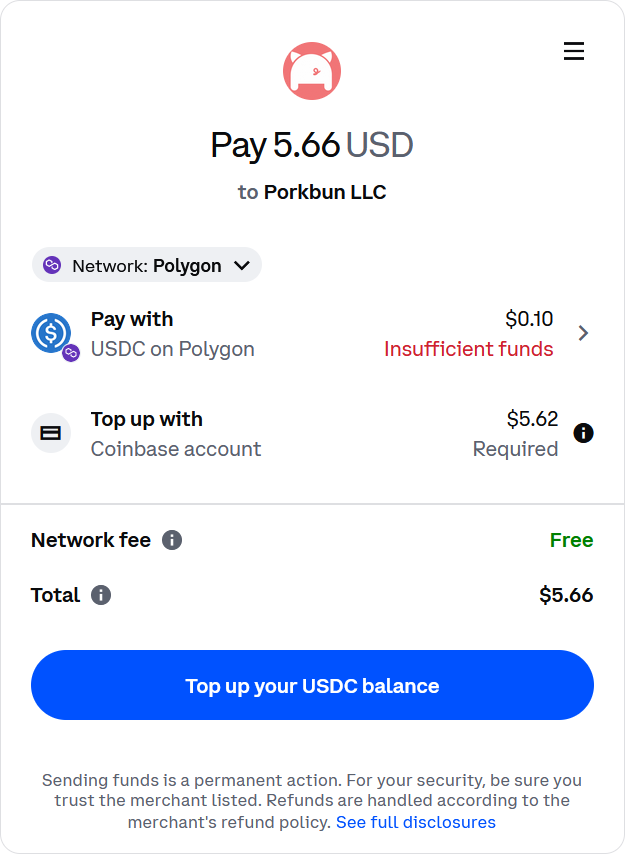 Pay 5.66 USD
to Porkbun LLC
Network: Polygon
Pay with
$0.10
USDC on Polygon
Insufficient funds
Top up with
$5.62
Coinbase account
Required
Network fee
Free
Total
$5.66
Top up your USDC balance
Sending funds is a permanent action. For your security, be sure you
trust the merchant listed. Refunds are handled according to the
merchant's refund policy. See full disclosures